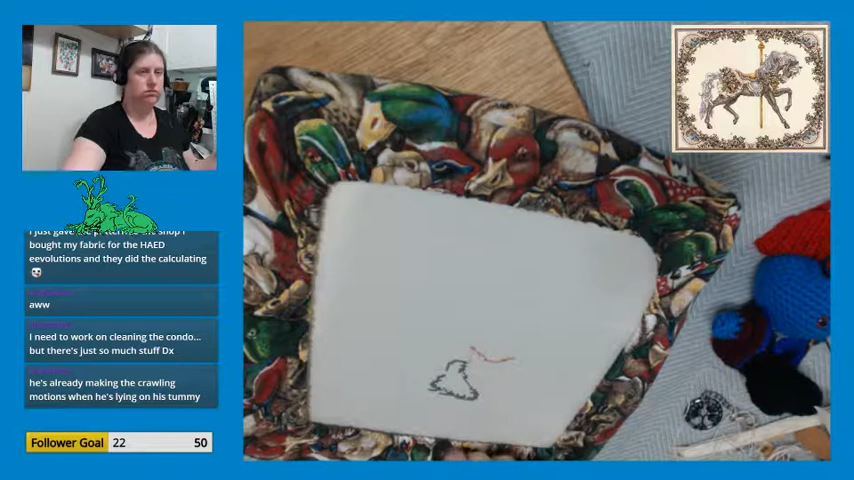 bought my fabric for the HAED
eevolutions and they did the calculating
aww
I need to work on cleaning the condo...
but there's just so much stuff Dx
he's already making the crawling
motions when he's lying on his tummy
Follower Goal 22 50